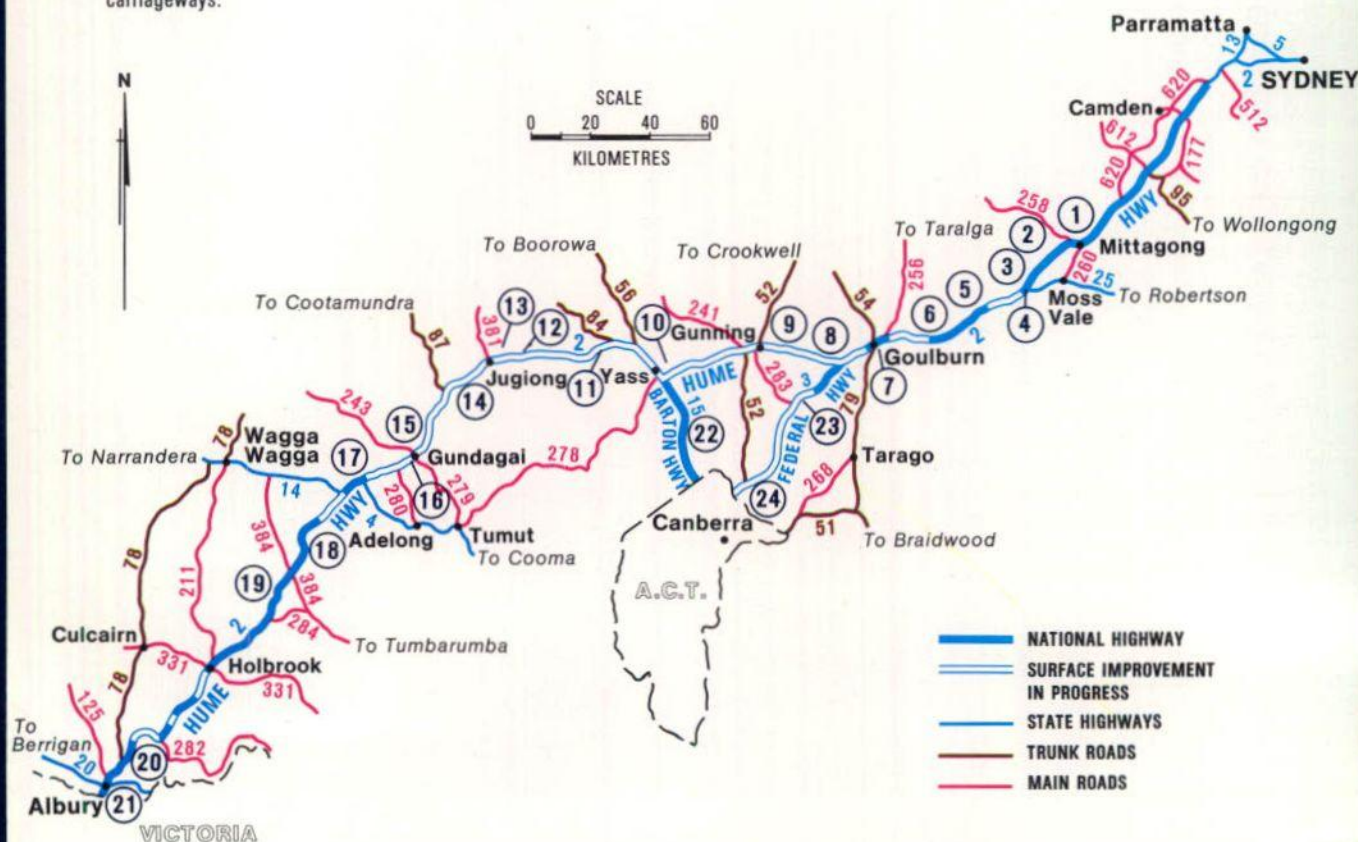 carriageways.
Parramatta
13
5
2
SYDNEY
620
512
Camden
612
177
620
HWY
95
To Wollongong
N
SCALE
0 20 40 60
KILOMETRES
258
1
2
Mittagong
3
260
25
Moss
Vale
To Robertson
4
To Taralga
256
5
6
2
To Boorowa
To Crookwell
56
241
52
54
To Cootamundra
87
381
13
12
84
2
10
Gunning
9
8
Goulburn
7
Jugiong
11
Yass
HUME
283
3
HWY
79
14
BARTON HWY
15
22
52
FEDERAL
23
243
15
278
Tarago
268
24
51
To Braidwood
Canberra
A.C.T.
78
Wagga
Wagga
To Narrandera
14
17
Gundagai
16
280
279
HWY
4
Adelong
Tumut
To Cooma
18
384
19
384
284
211
78
2
To Tumbarumba
Culcairn
331
Holbrook
331
78
HUME
125
To
Berrigan
20
20
282
Albury
21
VICTORIA
NATIONAL HIGHWAY
SURFACE IMPROVEMENT
IN PROGRESS
STATE HIGHWAYS
TRUNK ROADS
MAIN ROADS